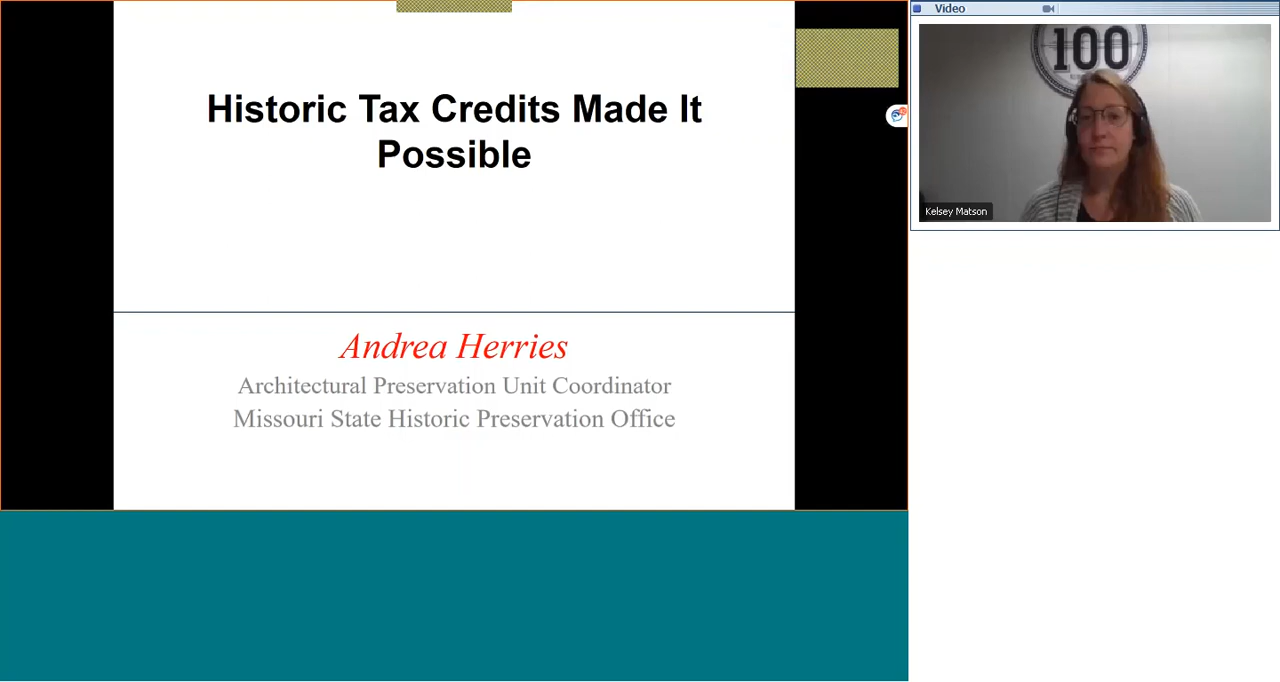 Historic Tax Credits Made It
Possible
Andrea Herries
Architectural Preservation Unit Coordinator
Missouri State Historic Preservation Office
Video
100
Kelsey Matson